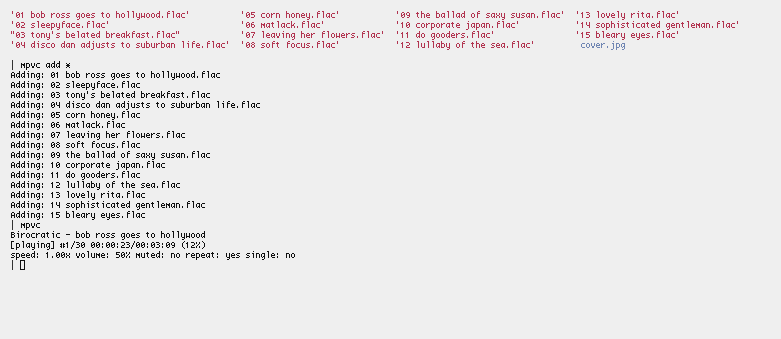 '01 bob ross goes to hollywood.flac' '05 corn honey.flac' '09 the ballad of saxy susan.flac' '13 lovely rita.flac'
'02 sleepyface.flac' '06 matlack.flac' '10 corporate japan.flac' '14 sophisticated gentleman.flac'
"03 tony's belated breakfast.flac" '07 leaving her flowers.flac' '11 do gooders.flac' '15 bleary eyes.flac'
'04 disco dan adjusts to suburban life.flac' '08 soft focus.flac' '12 lullaby of the sea.flac' cover.jpg
| mpvc add *
Adding: 01 bob ross goes to hollywood.flac
Adding: 02 sleepyface.flac
Adding: 03 tony's belated breakfast.flac
Adding: 04 disco dan adjusts to suburban life.flac
Adding: 05 corn honey.flac
Adding: 06 matlack.flac
Adding: 07 leaving her flowers.flac
Adding: 08 soft focus.flac
Adding: 09 the ballad of saxy susan.flac
Adding: 10 corporate japan.flac
Adding: 11 do gooders.flac
Adding: 12 lullaby of the sea.flac
Adding: 13 lovely rita.flac
Adding: 14 sophisticated gentleman.flac
Adding: 15 bleary eyes.flac
| mpvc
Birocratic - bob ross goes to hollywood
[playing] #1/30 00:00:23/00:03:09 (12%)
speed: 1.00x volume: 50% muted: no repeat: yes single: no
|